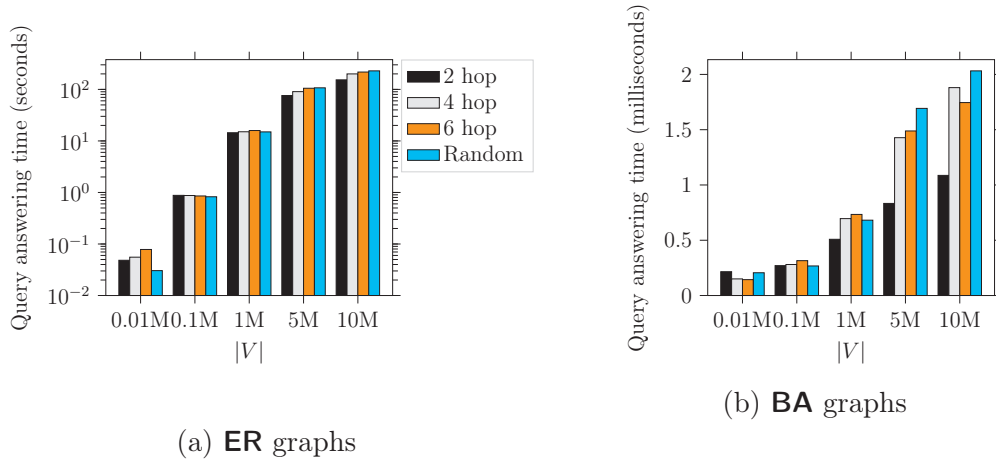 Query answering time (seconds)
10^2
10^1
10^0
10^−1
10^−2
0.01M 0.1M 1M 5M 10M
|V|
2 hop
4 hop
6 hop
Random
(a) ER graphs
Query answering time (milliseconds)
2
1.5
1
0.5
0
0.01M 0.1M 1M 5M 10M
|V|
(b) BA graphs